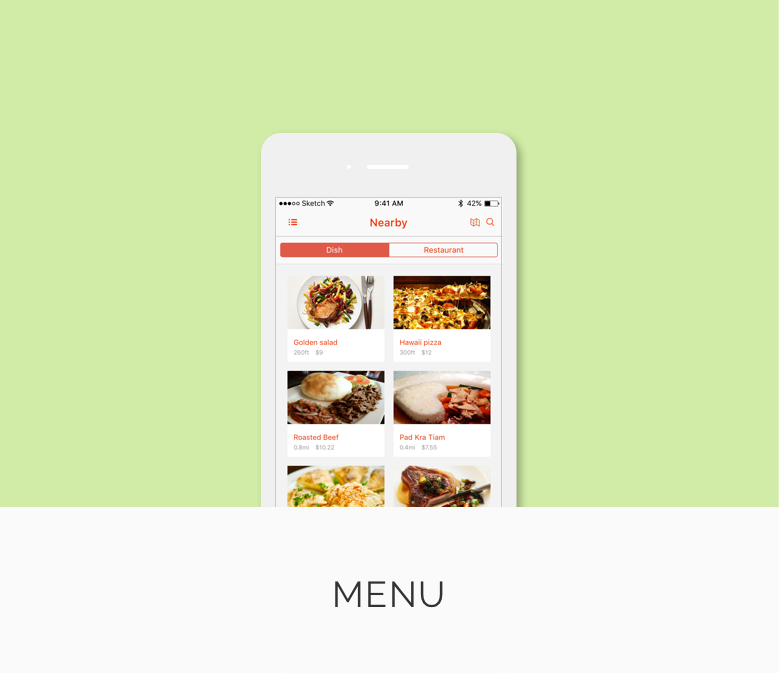 Sketch 9:41 AM 42%
Nearby
Dish Restaurant
Golden salad Hawaii pizza
260ft $9 300ft $12
Roasted Beef Pad Kra Tiam
0.8mi $10.22 0.4mi $7.55
MENU